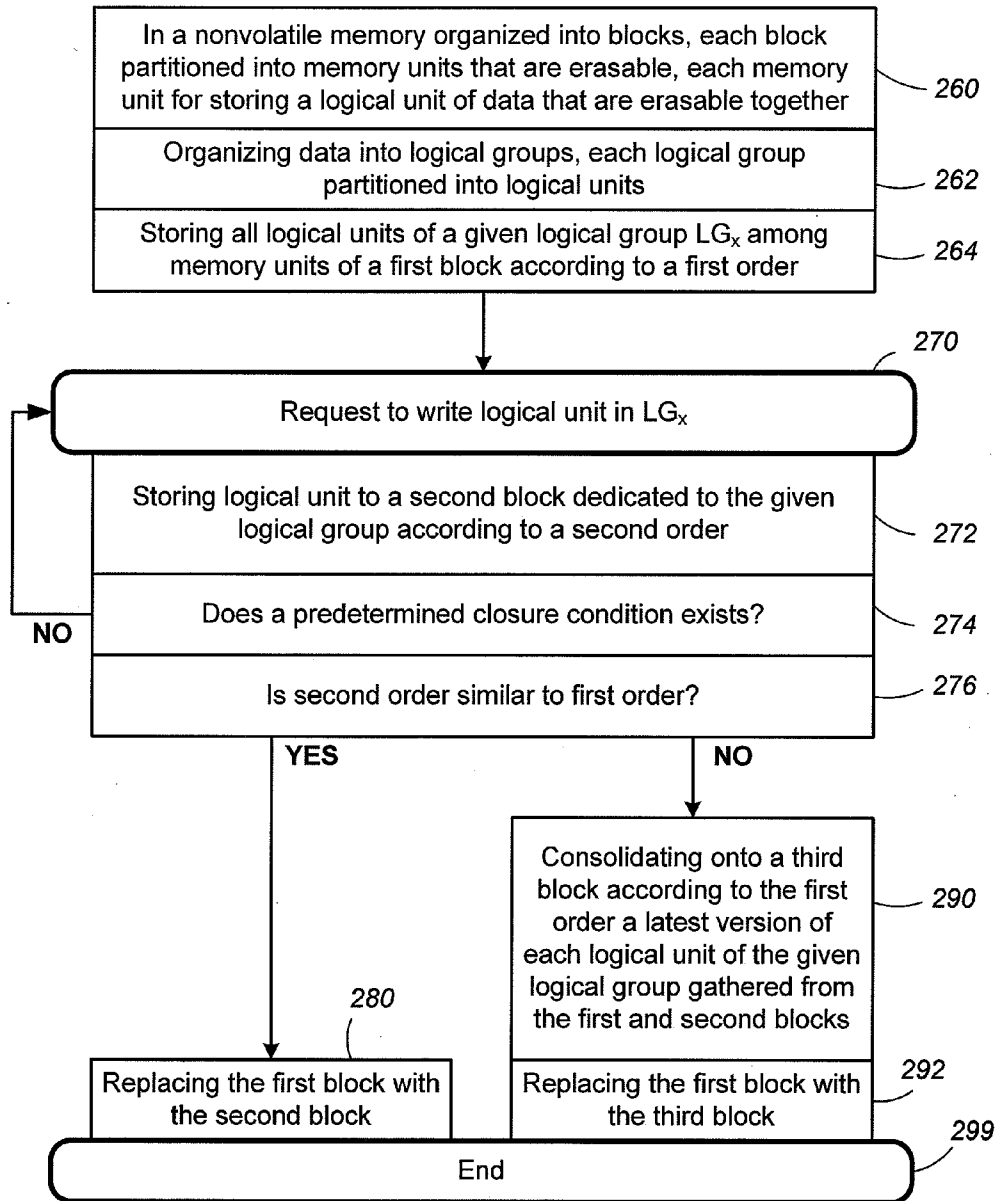 In a nonvolatile memory organized into blocks, each block
partitioned into memory units that are erasable, each memory
unit for storing a logical unit of data that are erasable together
260
Organizing data into logical groups, each logical group
partitioned into logical units
262
Storing all logical units of a given logical group LGx among
memory units of a first block according to a first order
264
270
Request to write logical unit in LGx
Storing logical unit to a second block dedicated to the given
logical group according to a second order
272
Does a predetermined closure condition exists?
274
NO
Is second order similar to first order?
276
YES
NO
Consolidating onto a third
block according to the first
order a latest version of
each logical unit of the given
logical group gathered from
the first and second blocks
290
280
Replacing the first block with
the second block
Replacing the first block with
the third block
292
End
299